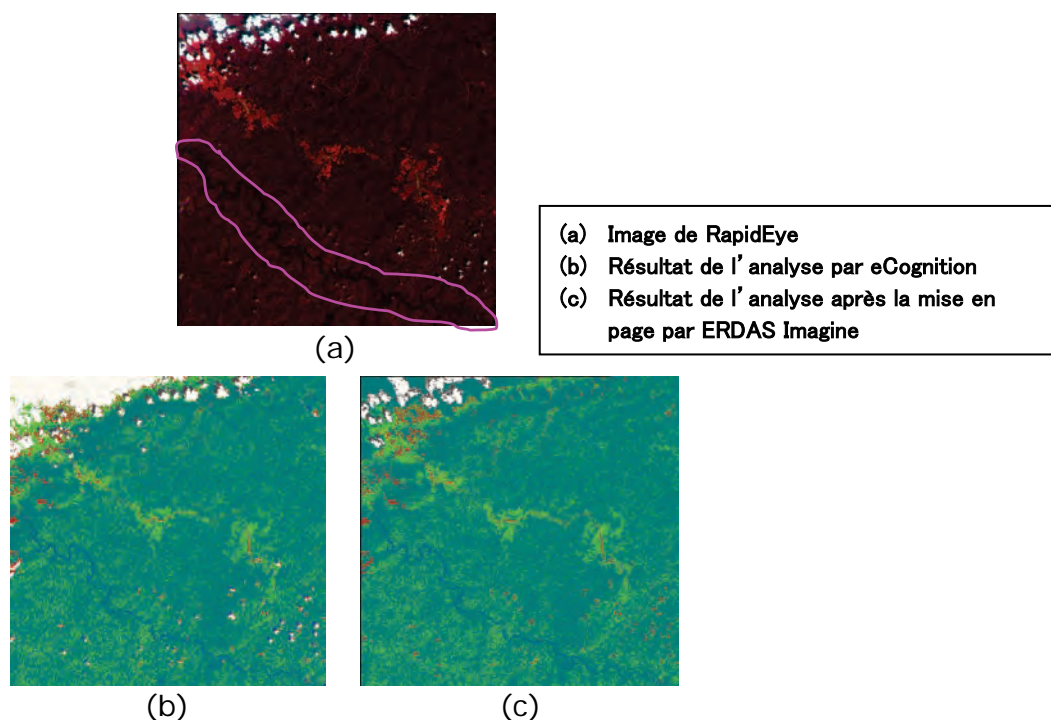 (a)
(a) Image de RapidEye
(b) Résultat de l'analyse par eCognition
(c) Résultat de l'analyse après la mise en
page par ERDAS Imagine
(b)
(c)